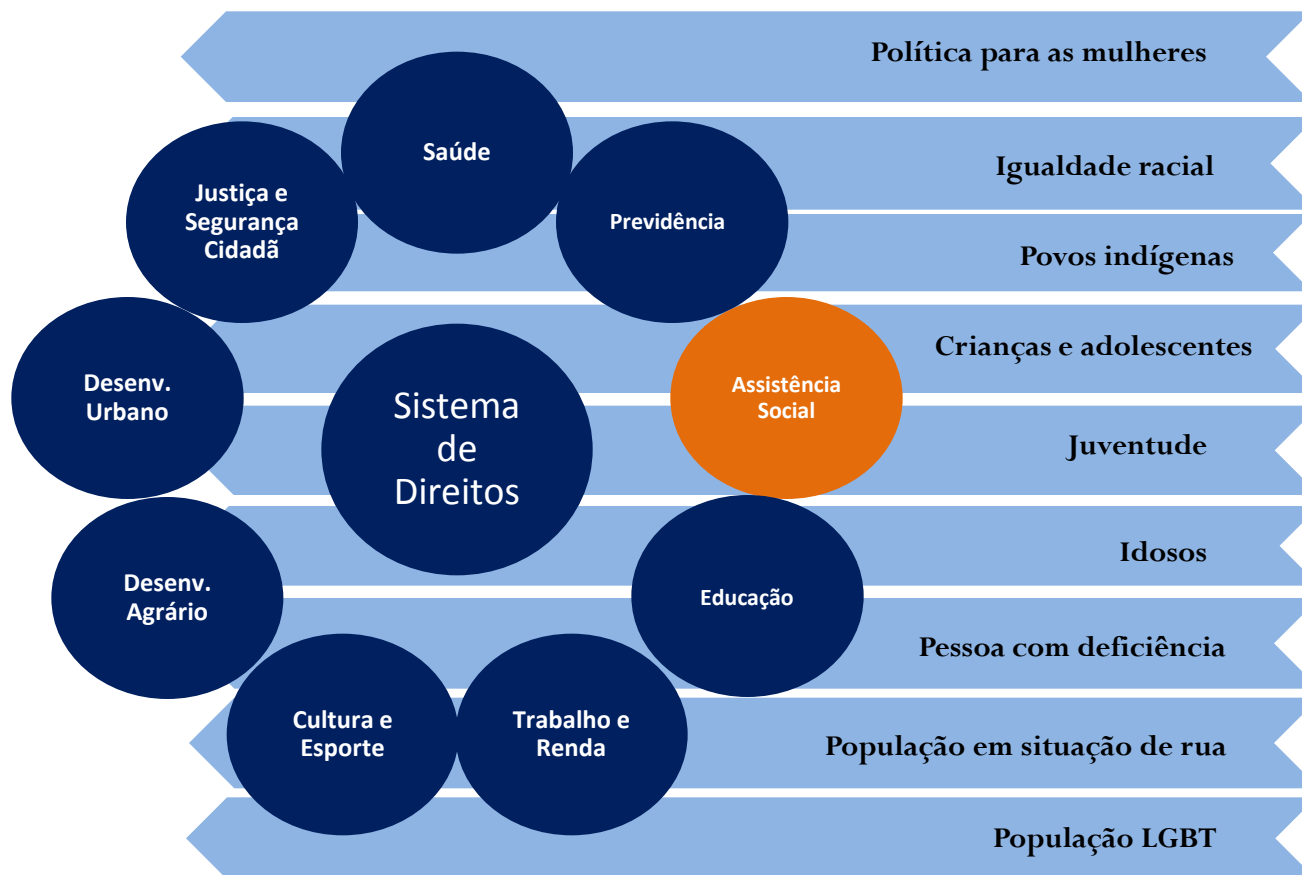 Política para as mulheres
Igualdade racial
Povos indígenas
Crianças e adolescentes
Juventude
Idosos
Pessoa com deficiência
População em situação de rua
População LGBT
Saúde
Previdência
Assistência
Social
Educação
Trabalho e
Renda
Cultura e
Esporte
Desenv.
Agrário
Desenv.
Urbano
Justiça e
Segurança
Cidadã
Sistema
de
Direitos